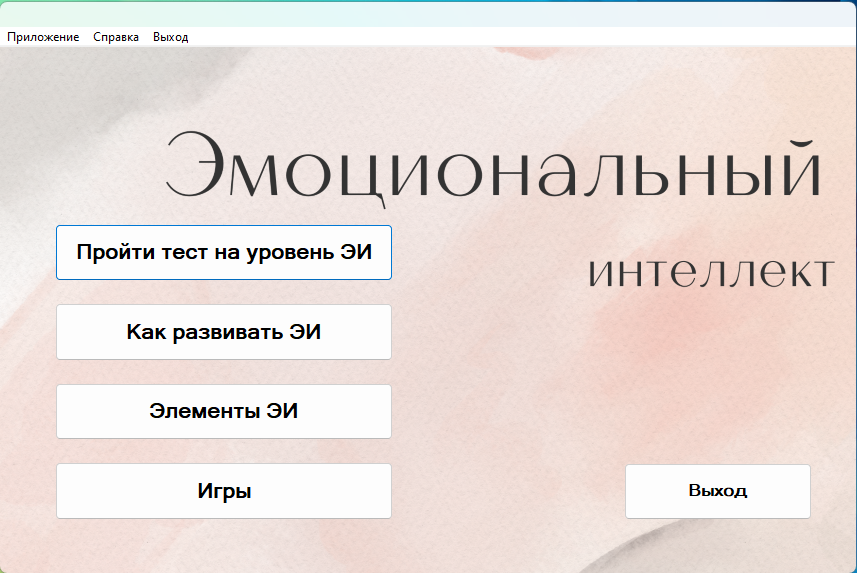 Приложение Справка Выход
Эмоциональный
интеллект
Пройти тест на уровень ЭИ
Как развивать ЭИ
Элементы ЭИ
Игры
Выход